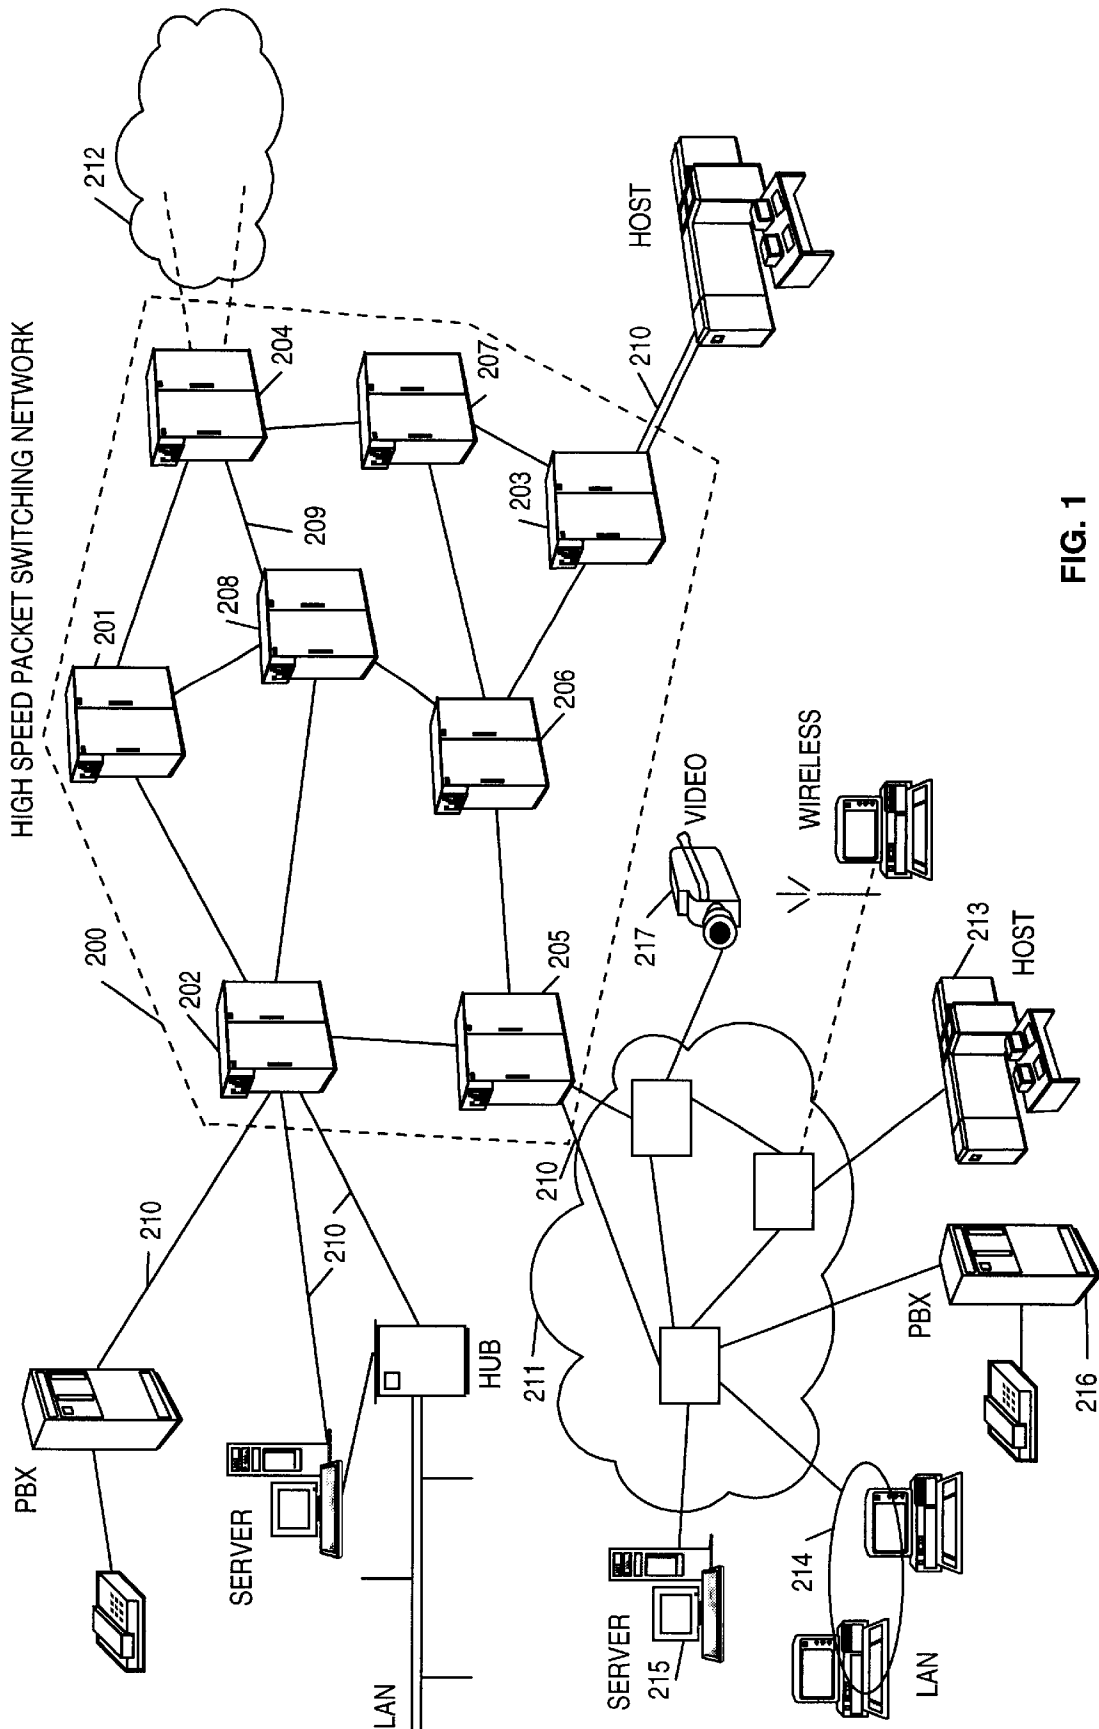 HIGH SPEED PACKET SWITCHING NETWORK
212
204
201
209
207
208
200
202
203
206
210
HOST
205
210
PBX
210
SERVER
HUB
LAN
210
211
217
VIDEO
WIRELESS
213
HOST
PBX
216
SERVER
215
214
LAN
FIG. 1